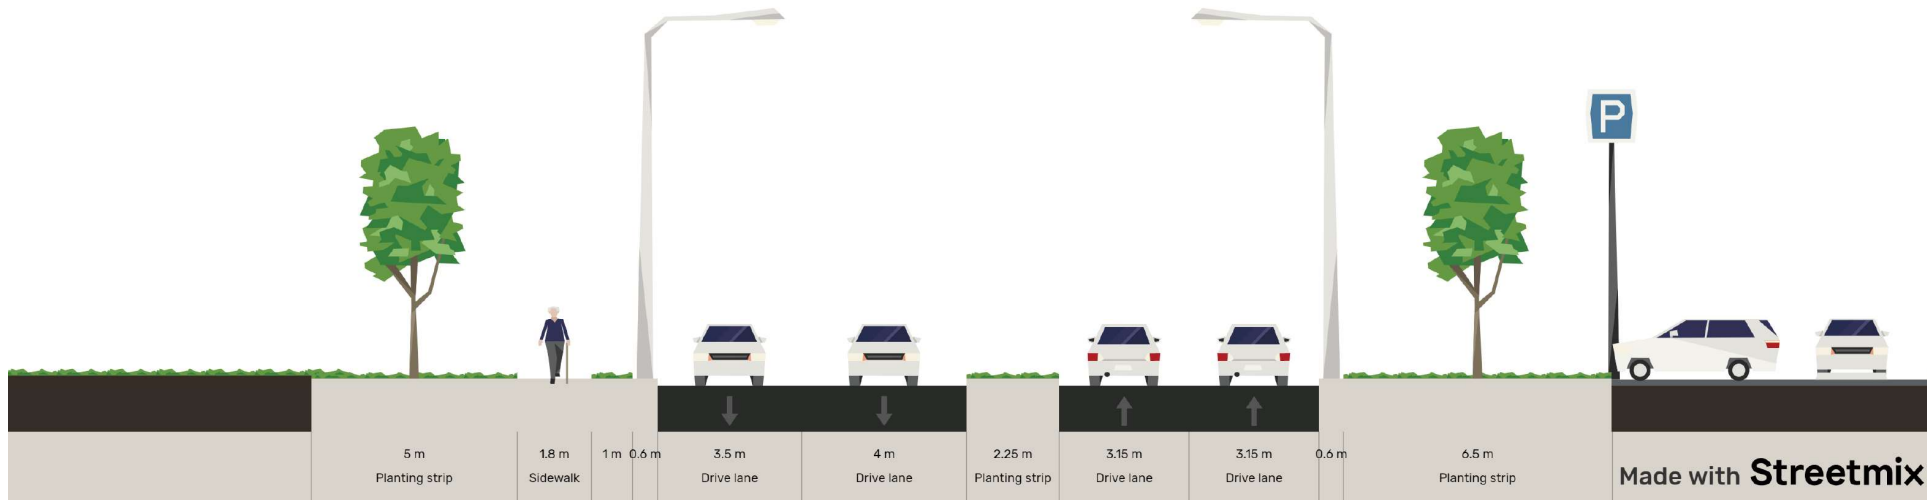 P
5 m
1.8 m
1 m
0.6 m
3.5 m
4 m
2.25 m
3.15 m
3.15 m
0.6 m
6.5 m
Planting strip
Sidewalk
Drive lane
Drive lane
Planting strip
Drive lane
Drive lane
Planting strip
Made with Streetmix